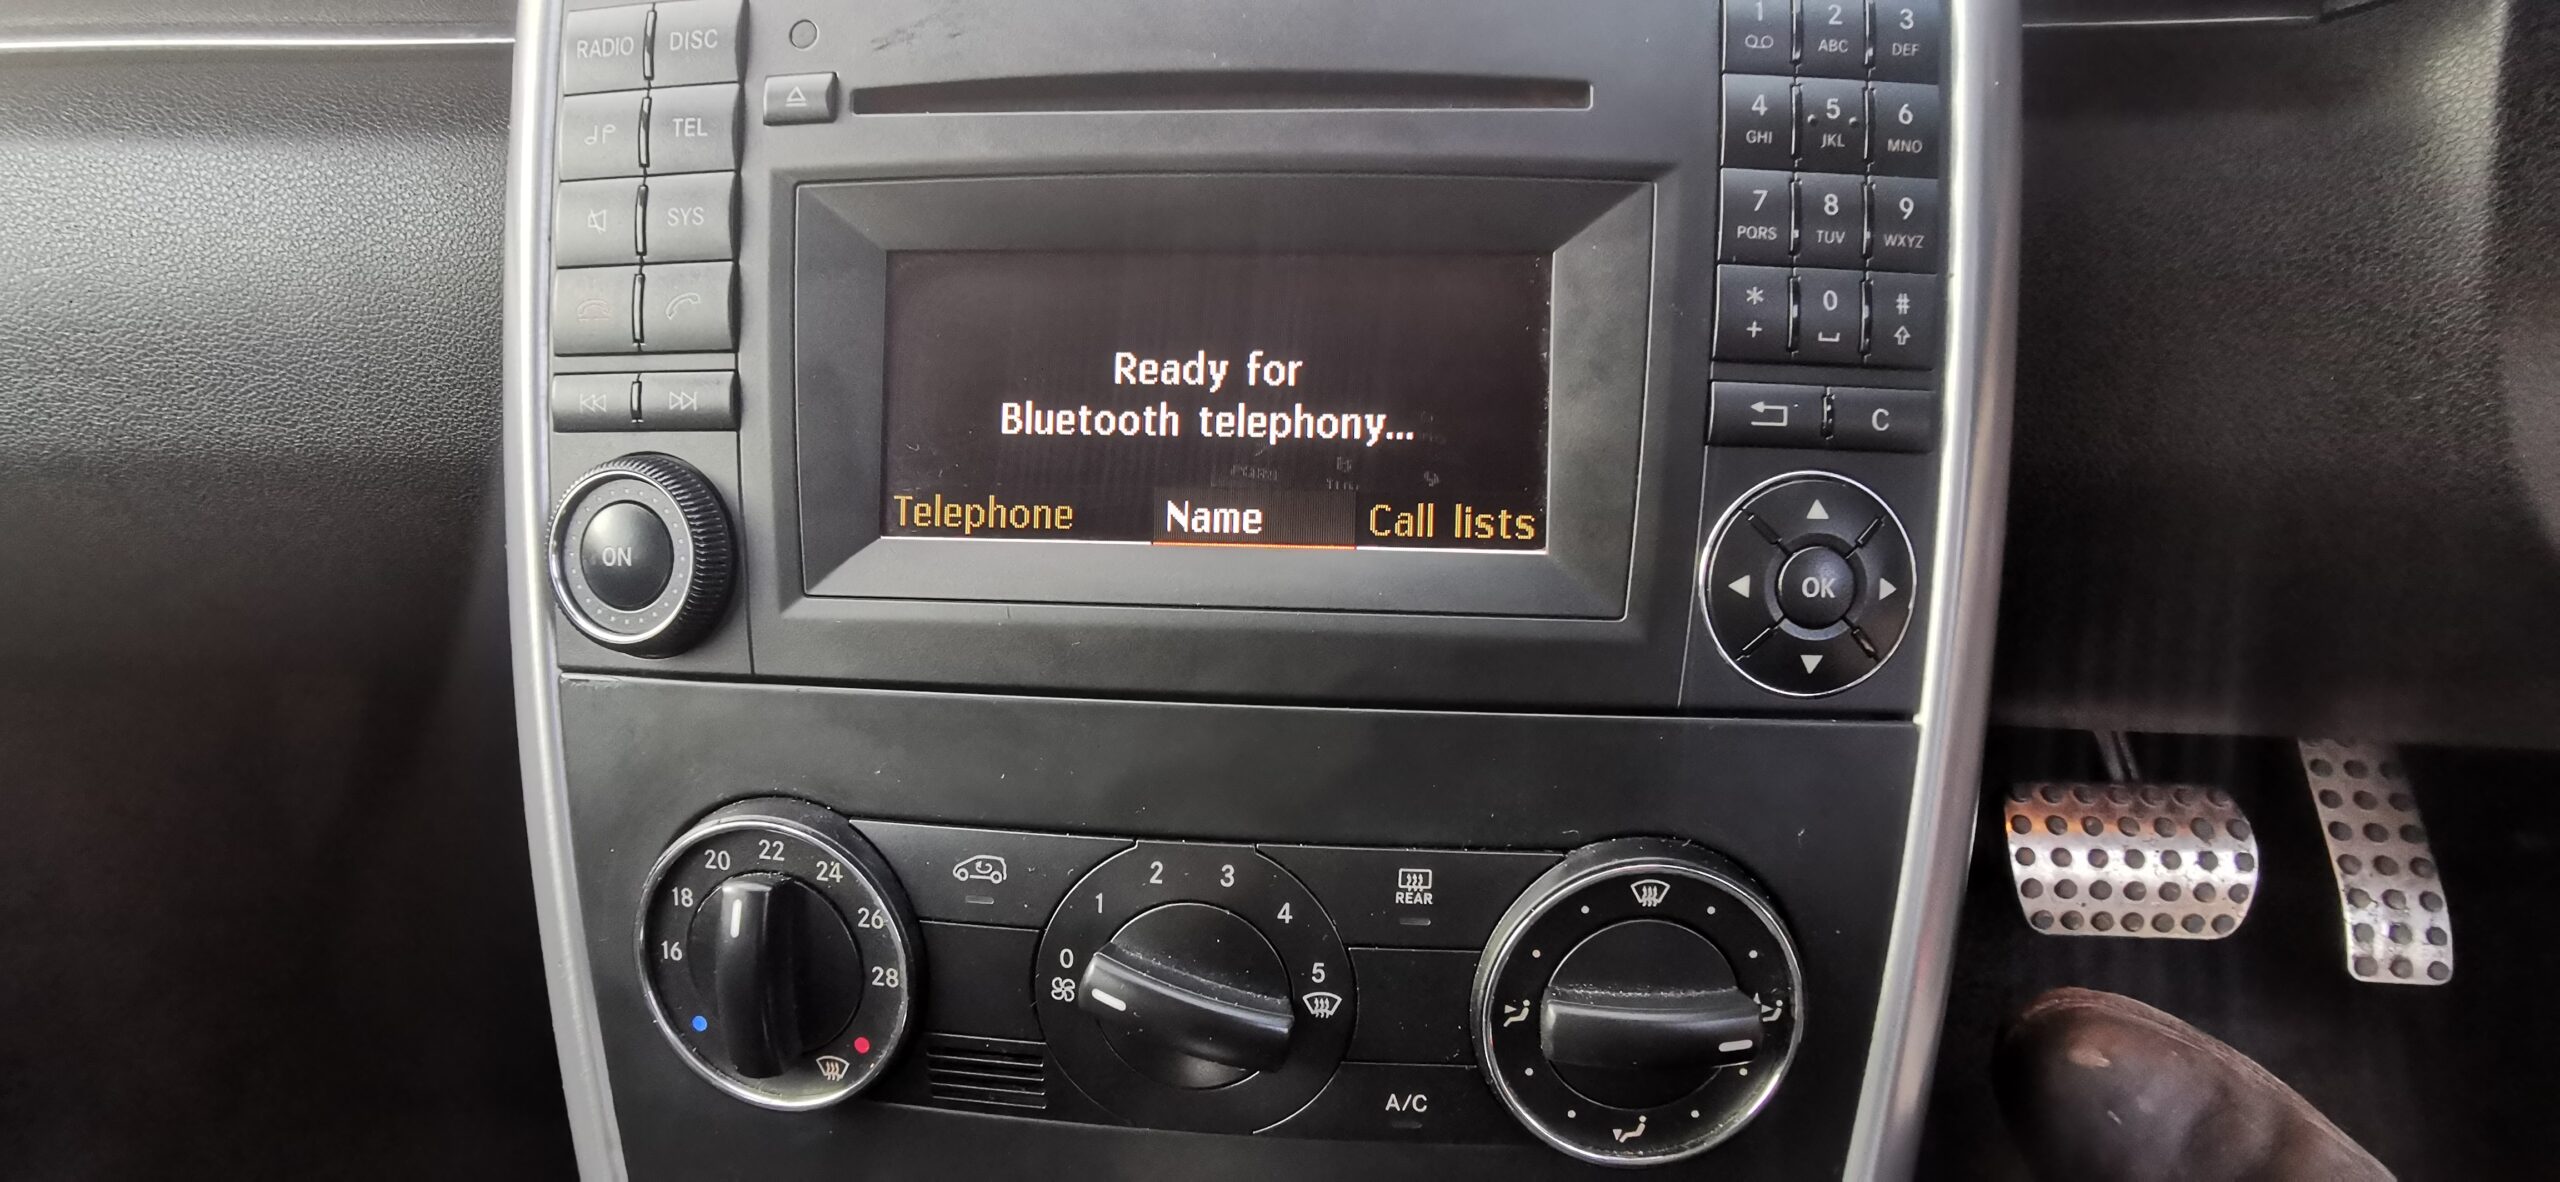 RADIO DISC
TEL
SYS
ON
1
2 ABC
3 DEF
4 GHI
5 JKL
6 MNO
7 PQRS
8 TUV
9 WXYZ
* +
0
#
C
OK
Ready for
Bluetooth telephony...
Telephone Name Call lists
16 18 20 22 24 26 28
0 1 2 3 4 5
REAR
A/C